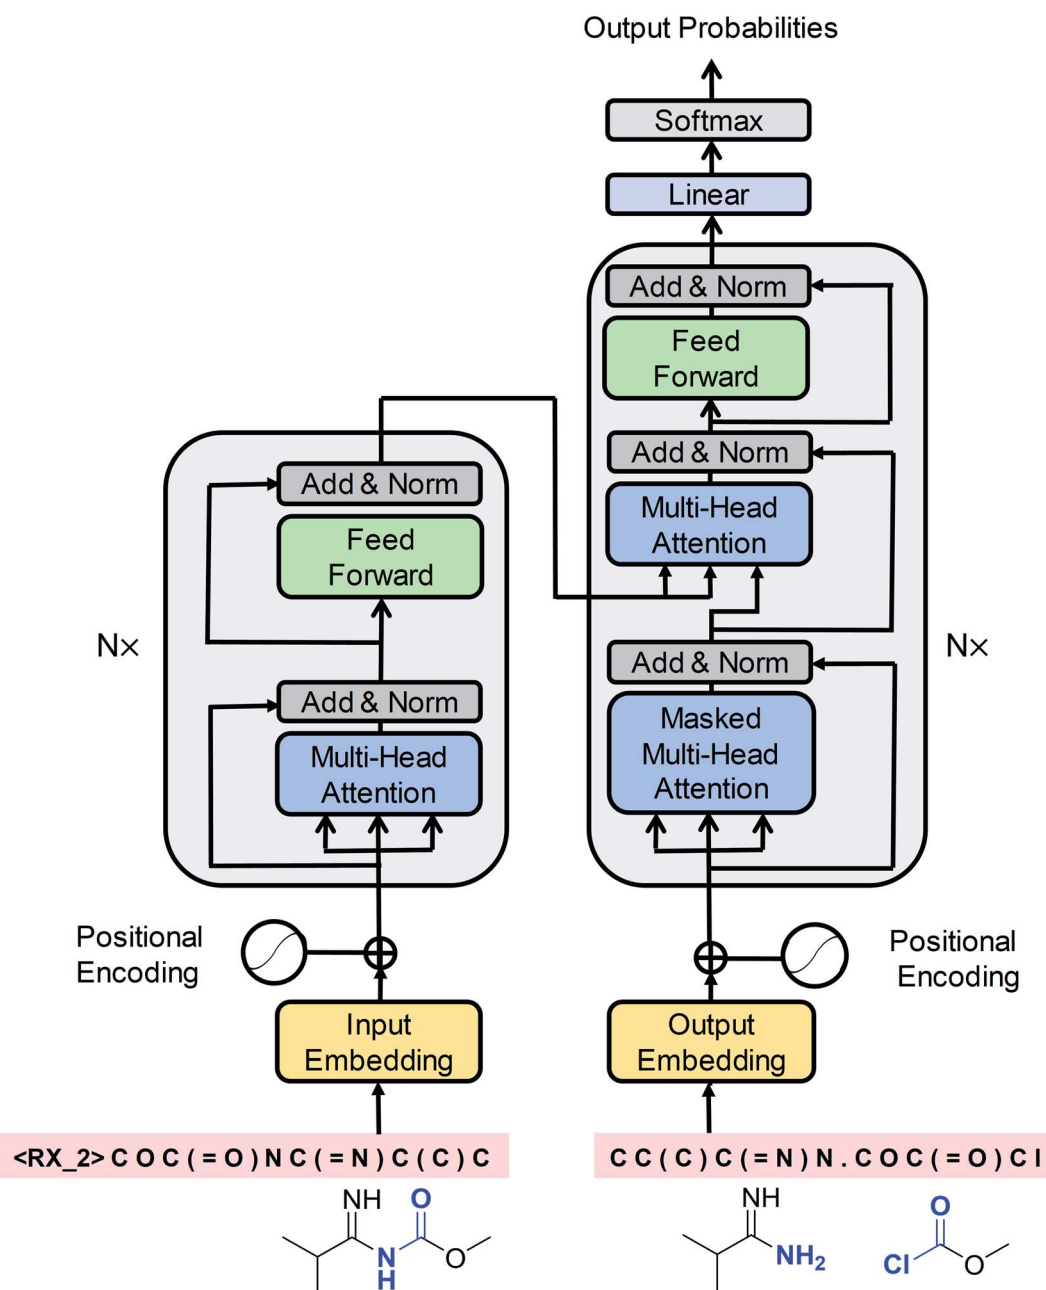 Output Probabilities
Softmax
Linear
Add & Norm
Feed
Forward
Add & Norm
Multi-Head
Attention
Add & Norm
Masked
Multi-Head
Attention
N×
Add & Norm
Feed
Forward
Add & Norm
Multi-Head
Attention
N×
Positional
Encoding
Positional
Encoding
Input
Embedding
Output
Embedding
<RX_2> C O C ( = O ) N C ( = N ) C ( C ) C
C C ( C ) C ( = N ) N . C O C ( = O ) Cl
NH
O
N
H
O
NH
NH₂
O
Cl
O